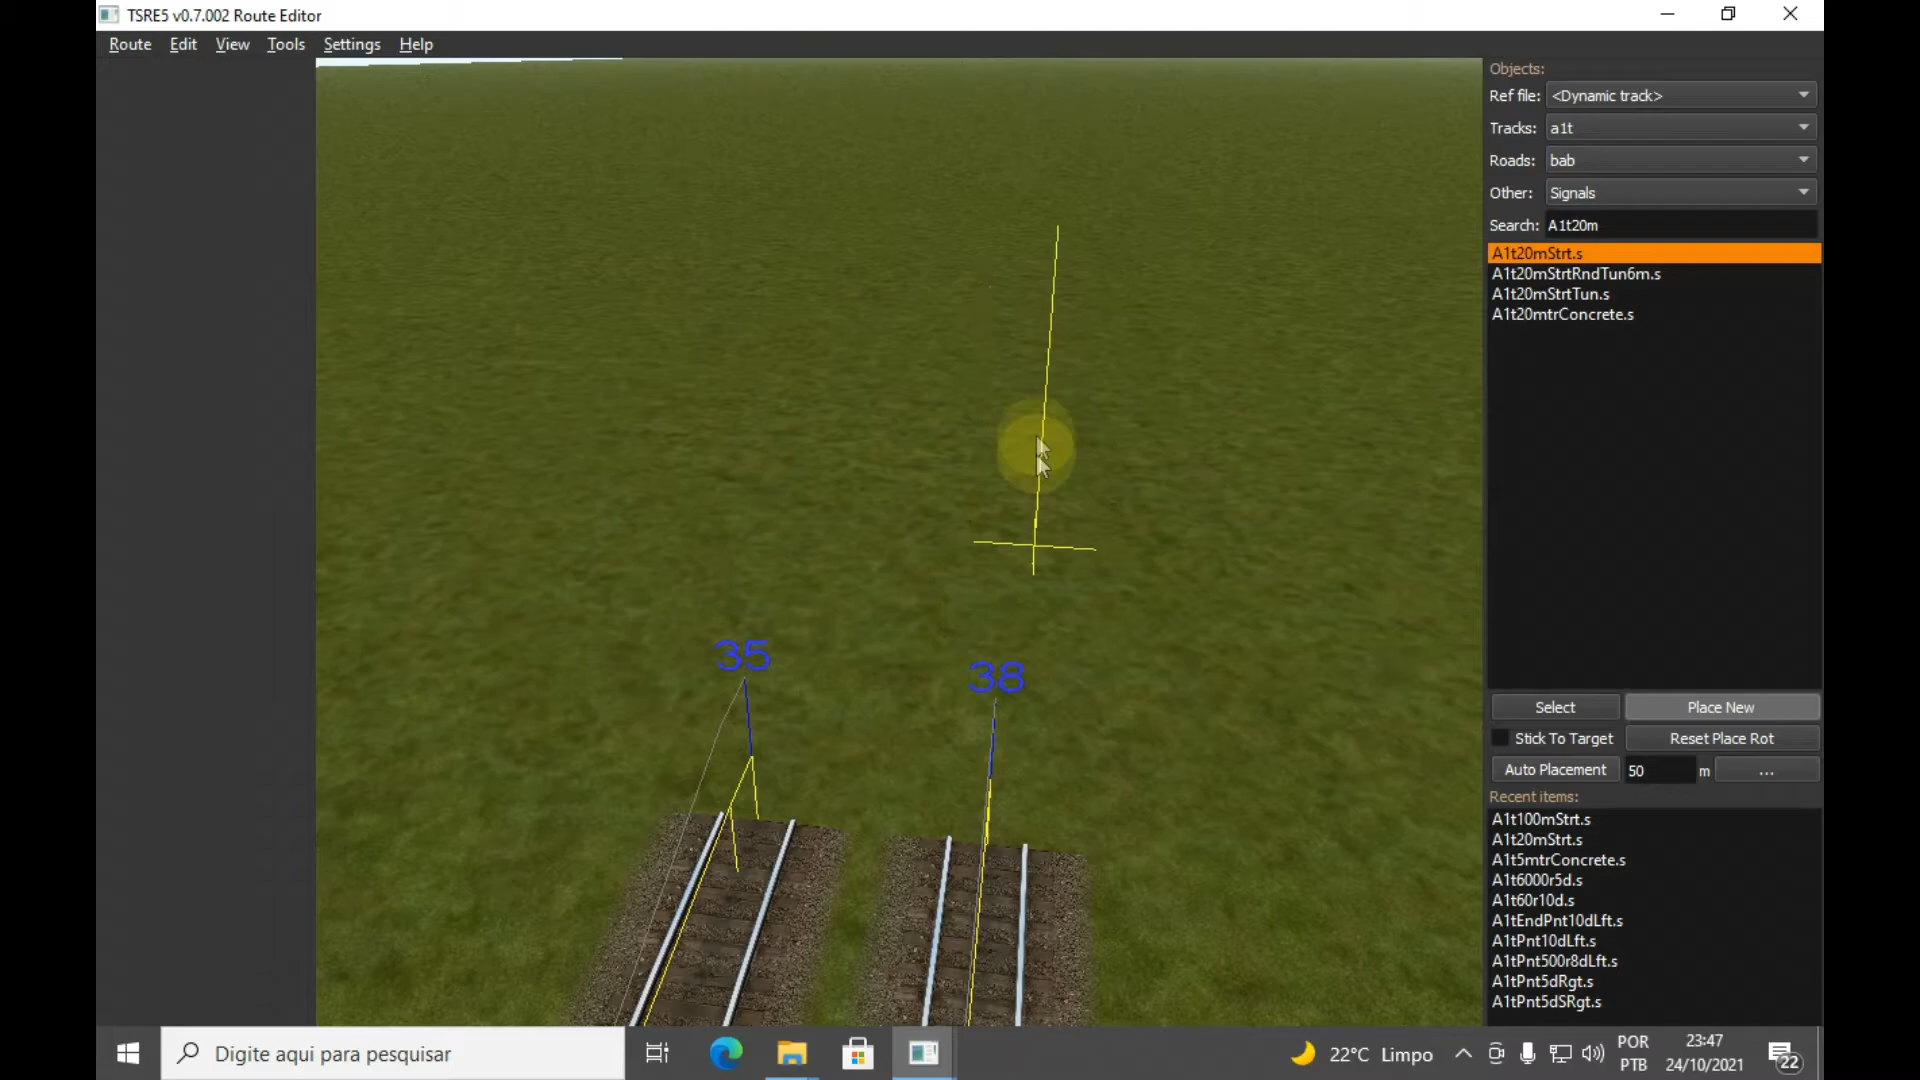 TSRE5 v0.7.002 Route Editor
Route Edit View Tools Settings Help
Objects:
Ref file: <Dynamic track>
Tracks: a1t
Roads: bab
Other: Signals
Search: A1t20m
A1t20mStrt.s
A1t20mStrtRndTun6m.s
A1t20mStrtTun.s
A1t20mtrConcrete.s
35
38
Select Place New
Stick To Target Reset Place Rot
Auto Placement 50 m ...
Recent items:
A1t100mStrt.s
A1t20mStrt.s
A1t5mtrConcrete.s
A1t6000r5d.s
A1t60r10d.s
A1tEndPnt10dLft.s
A1tPnt10dLft.s
A1tPnt500r8dLft.s
A1tPnt5dRgt.s
A1tPnt5dSRgt.s
Digite aqui para pesquisar
22°C Limpo
POR
PTB
23:47
24/10/2021
22